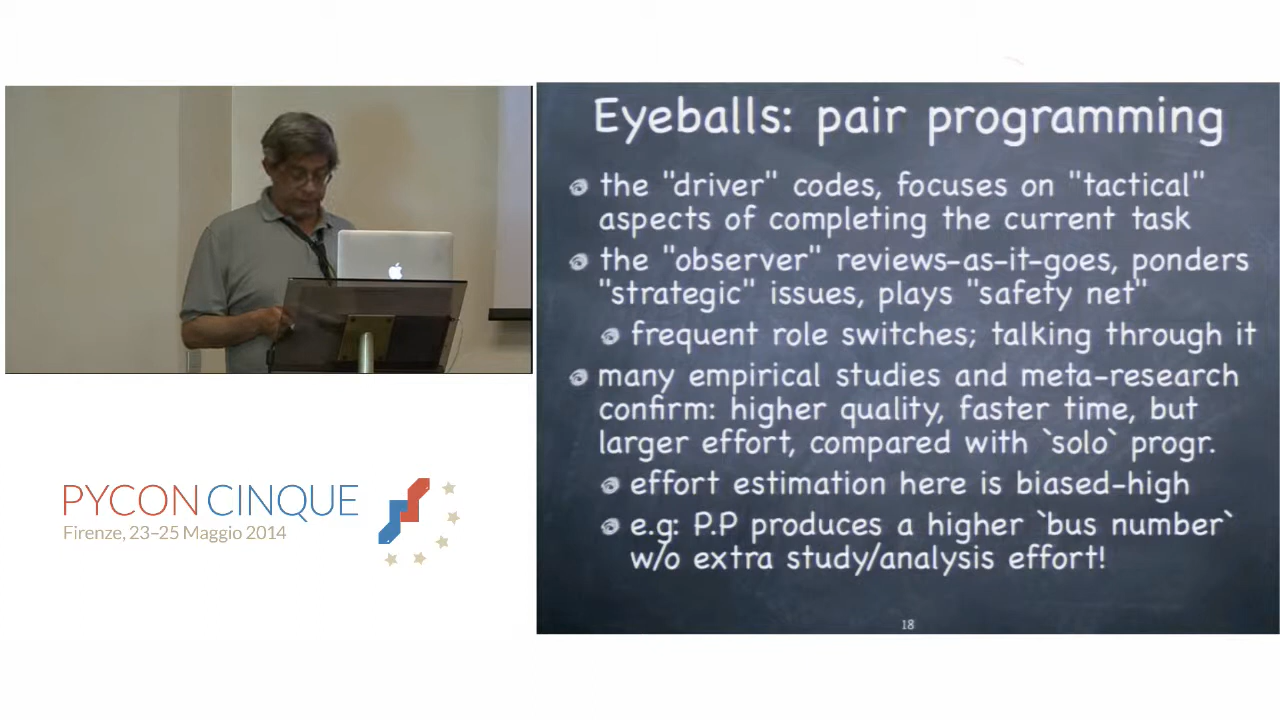 Eyeballs: pair programming
the "driver" codes, focuses on "tactical"
aspects of completing the current task
the "observer" reviews-as-it-goes, ponders
"strategic" issues, plays "safety net"
frequent role switches; talking through it
many empirical studies and meta-research
confirm: higher quality, faster time, but
larger effort, compared with `solo` progr.
effort estimation here is biased-high
e.g: P.P produces a higher `bus number`
w/o extra study/analysis effort!
18
PYCON CINQUE
Firenze, 23-25 Maggio 2014